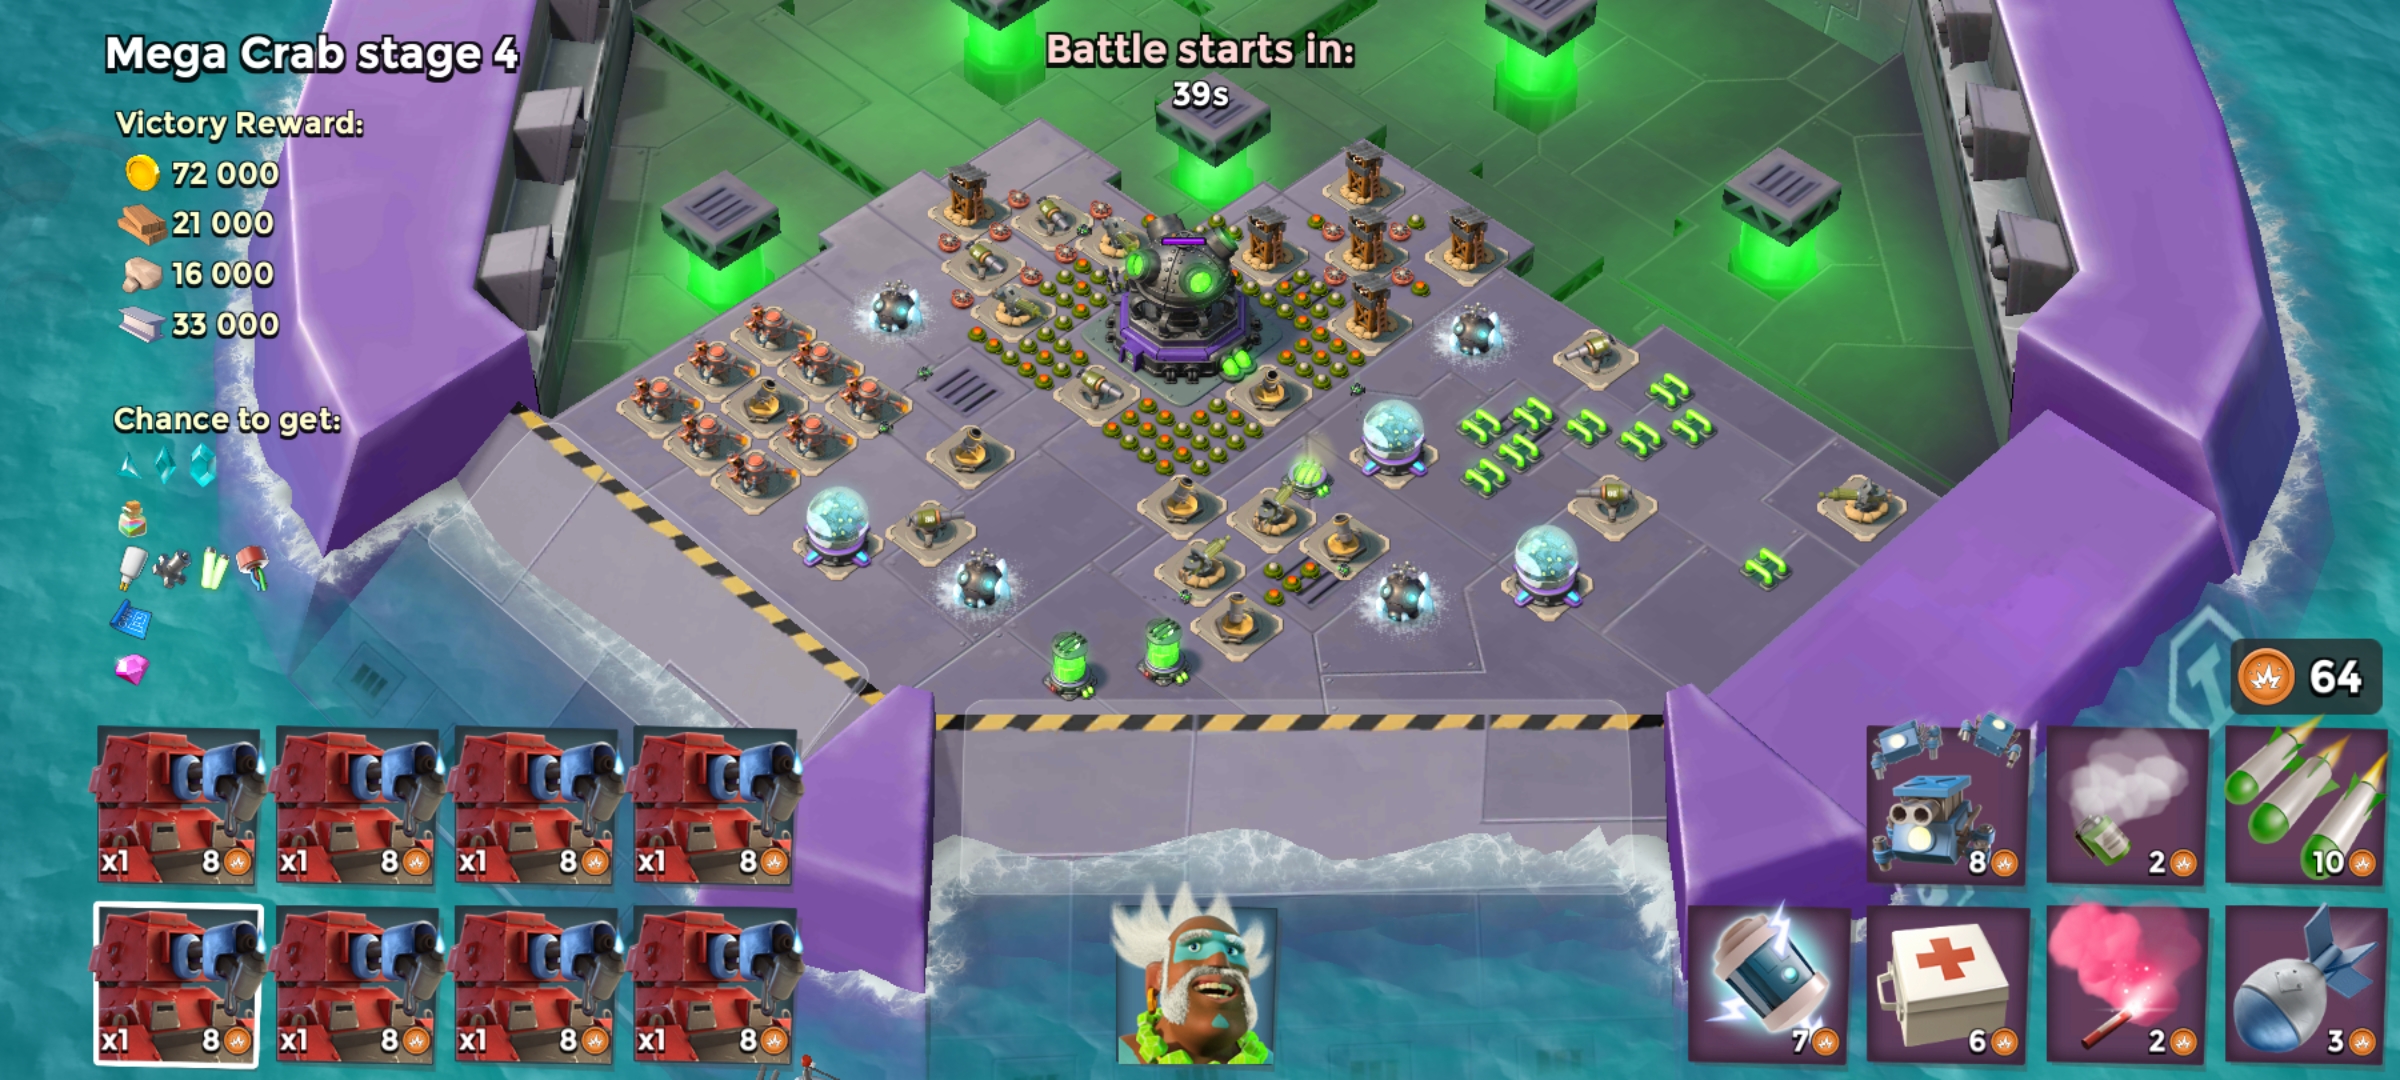 Mega Crab stage 4
Battle starts in:
39s
Victory Reward:
72 000
21 000
16 000
33 000
Chance to get:
64
x1 8
x1 8
x1 8
x1 8
8
2
10
x1 8
x1 8
x1 8
x1 8
7
6
2
3